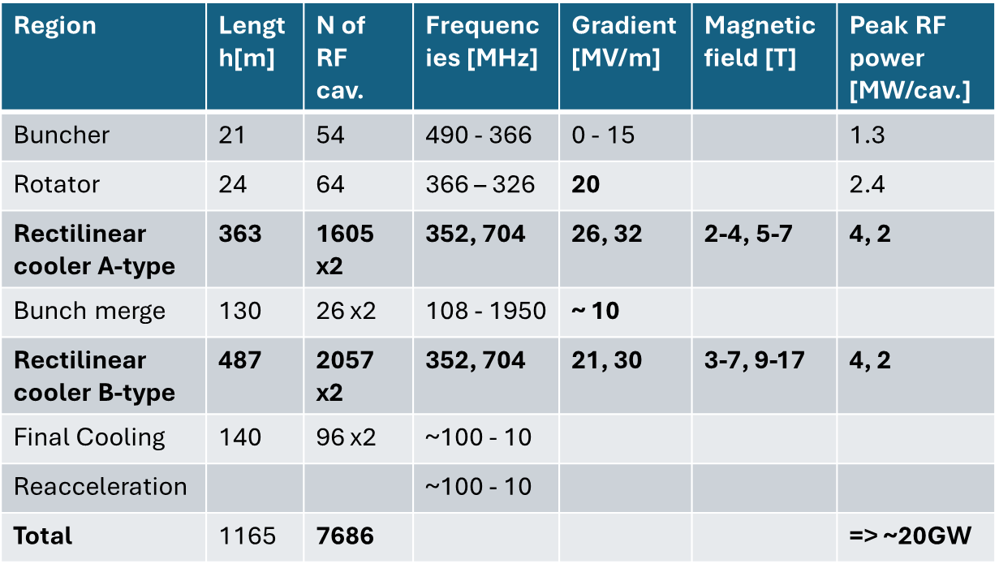 Region Lengt h[m] N of RF cav. Frequenc ies [MHz] Gradient [MV/m] Magnetic field [T] Peak RF power [MW/cav.]
Buncher 21 54 490 - 366 0 - 15 1.3
Rotator 24 64 366 – 326 20 2.4
Rectilinear cooler A-type 363 1605 x2 352, 704 26, 32 2-4, 5-7 4, 2
Bunch merge 130 26 x2 108 - 1950 ~ 10
Rectilinear cooler B-type 487 2057 x2 352, 704 21, 30 3-7, 9-17 4, 2
Final Cooling 140 96 x2 ~100 - 10
Reacceleration ~100 - 10
Total 1165 7686 => ~20GW